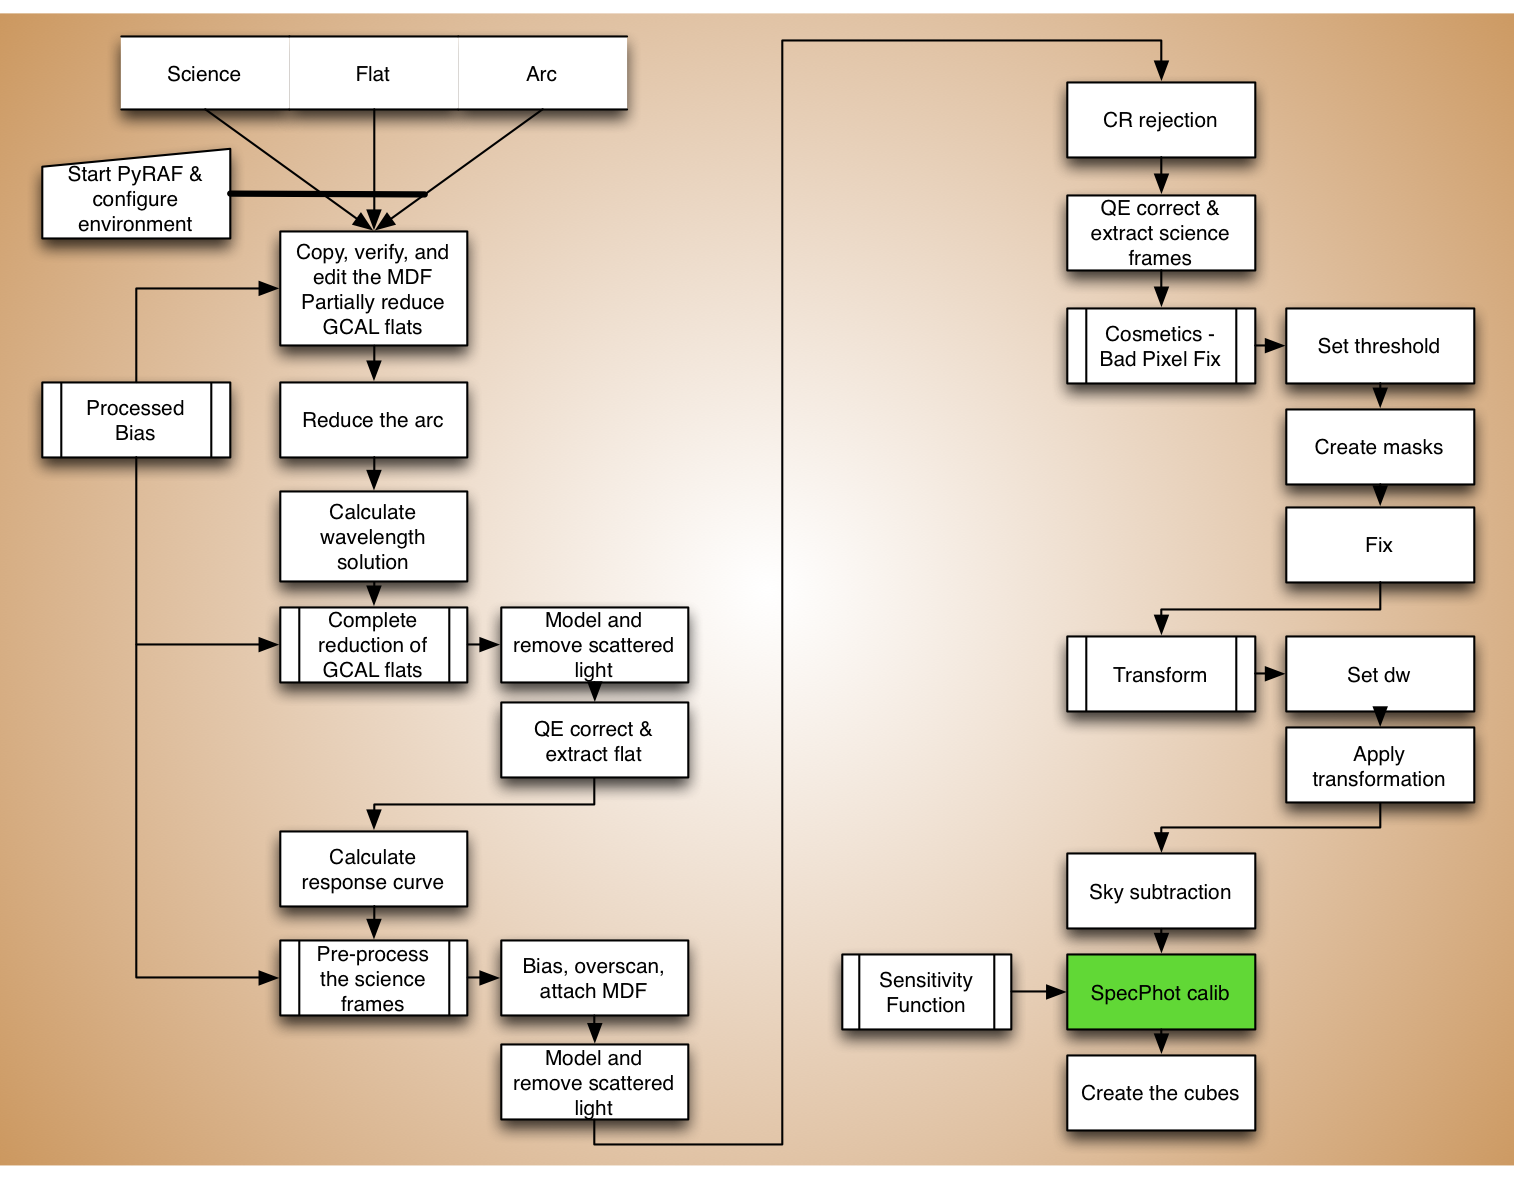 Science
Flat
Arc
Start PyRAF &
configure
environment
Copy, verify, and
edit the MDF
Partially reduce
GCAL flats
Processed
Bias
Reduce the arc
Calculate
wavelength
solution
Complete
reduction of
GCAL flats
Model and
remove scattered
light
QE correct &
extract flat
Calculate
response curve
Pre-process
the science
frames
Bias, overscan,
attach MDF
Model and
remove scattered
light
CR rejection
QE correct &
extract science
frames
Cosmetics -
Bad Pixel Fix
Set threshold
Create masks
Fix
Transform
Set dw
Apply
transformation
Sky subtraction
Sensitivity
Function
SpecPhot calib
Create the cubes